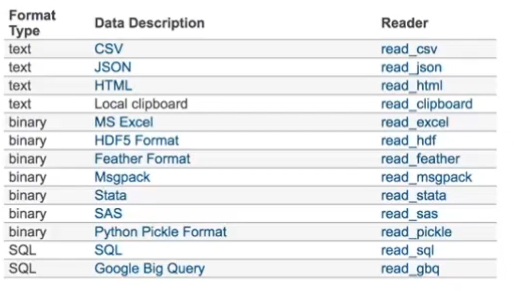 Format Type Data Description Reader
text CSV read_csv
text JSON read_json
text HTML read_html
text Local clipboard read_clipboard
binary MS Excel read_excel
binary HDF5 Format read_hdf
binary Feather Format read_feather
binary Msgpack read_msgpack
binary Stata read_stata
binary SAS read_sas
binary Python Pickle Format read_pickle
SQL SQL read_sql
SQL Google Big Query read_gbq